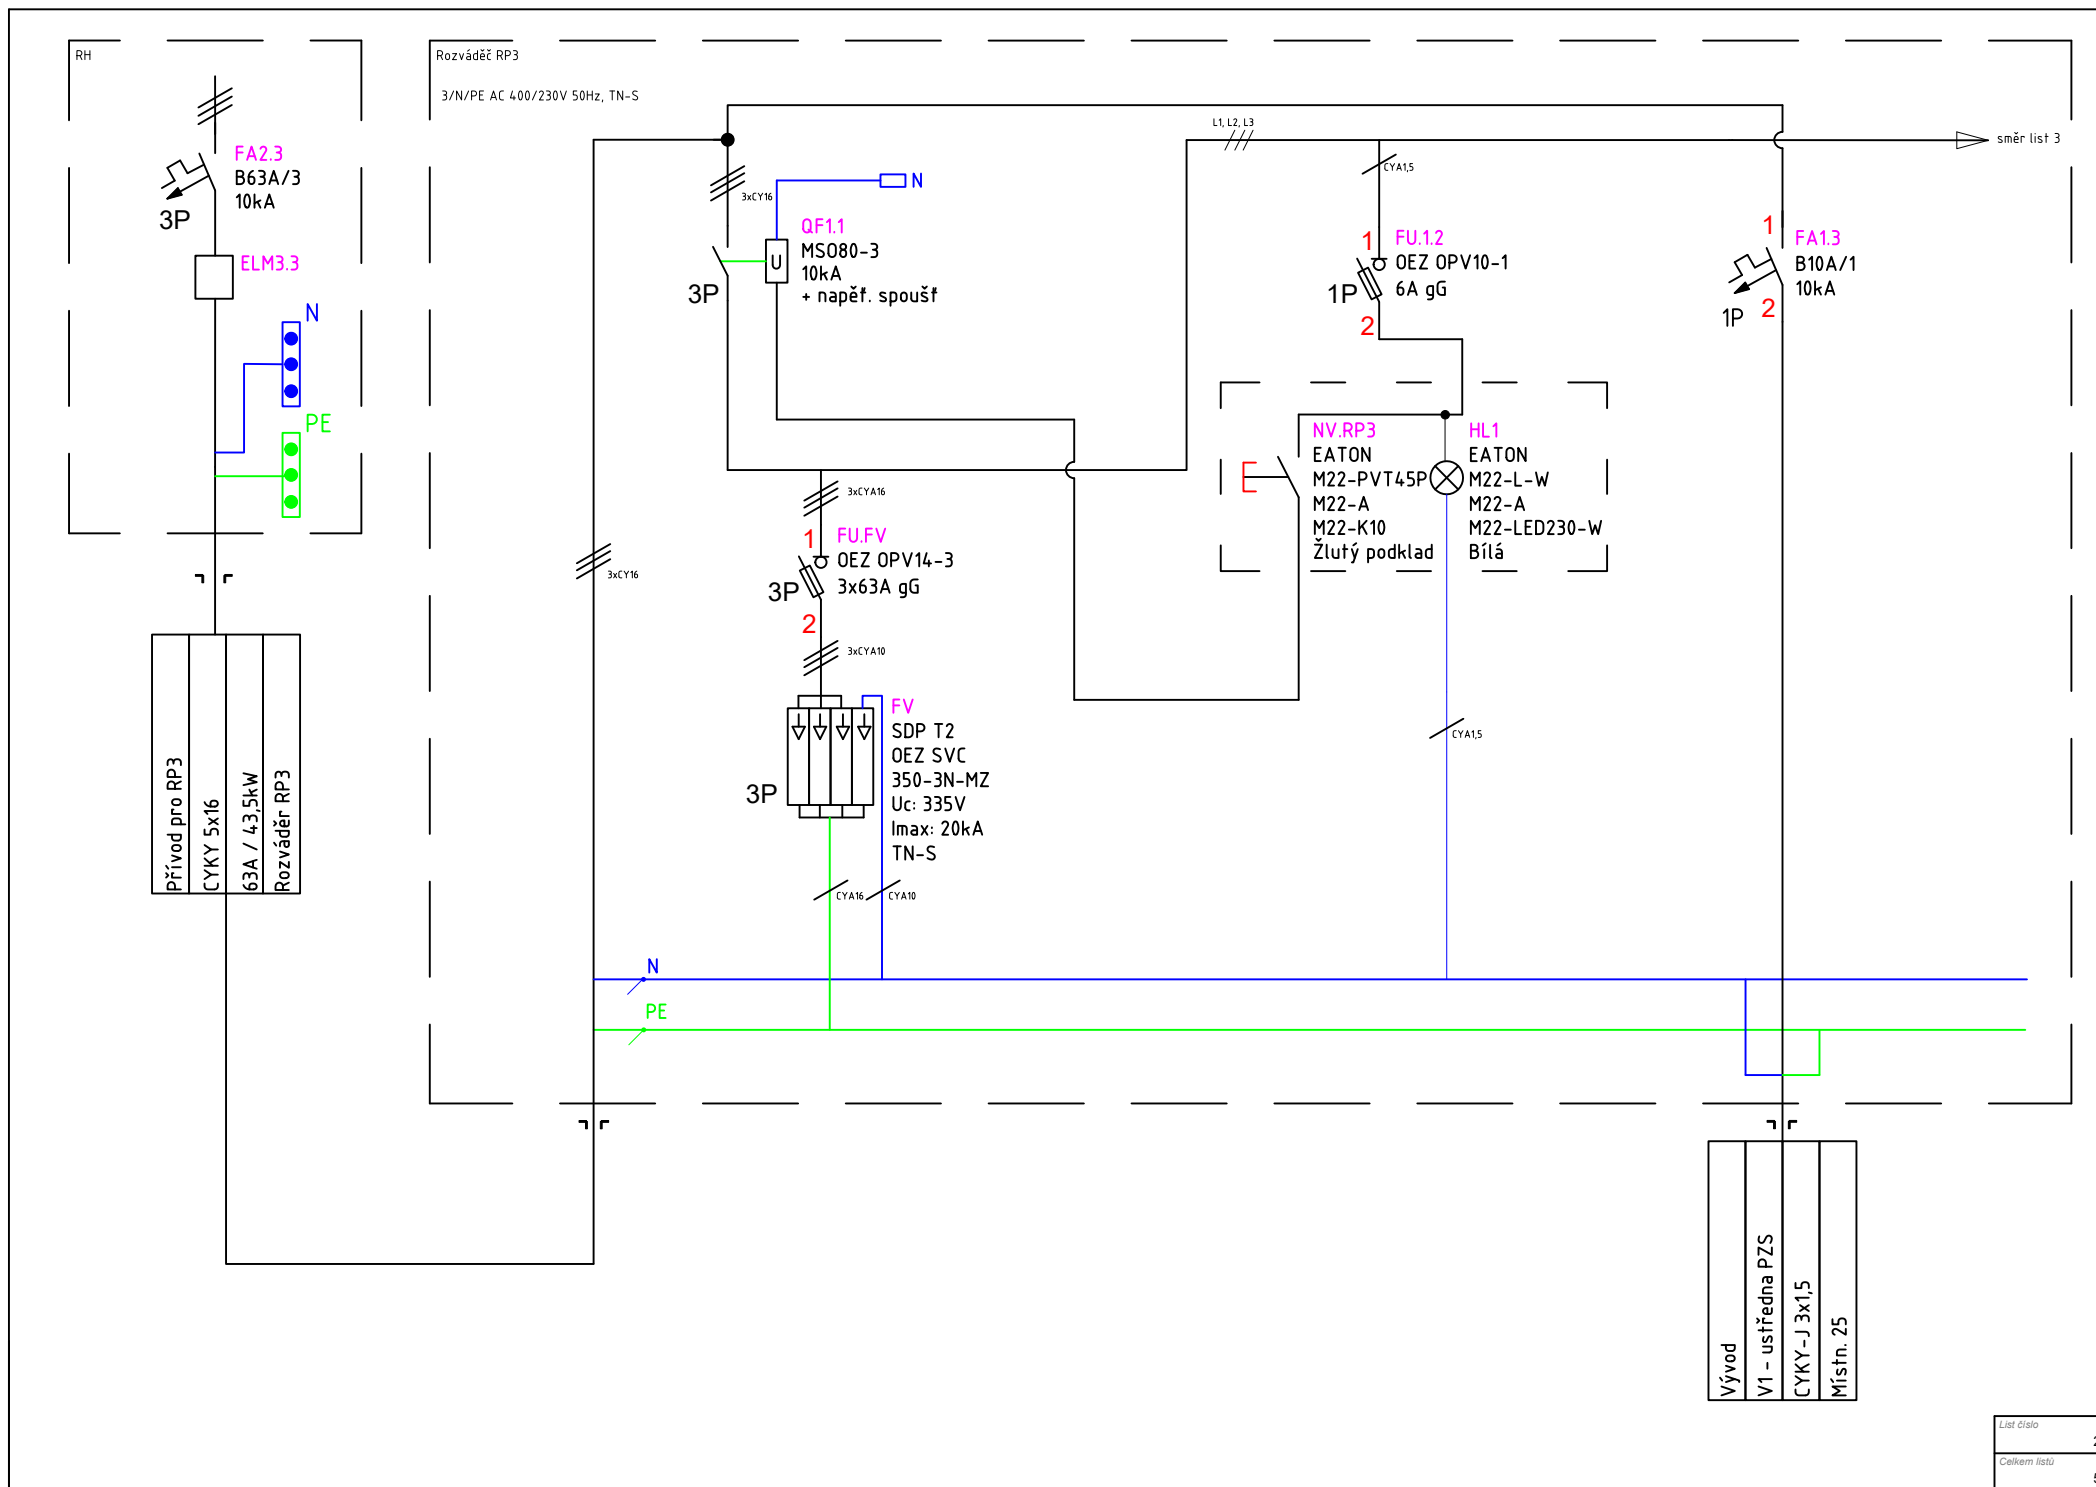 RH
FA2.3
B63A/3
10kA
3P
ELM3.3
N
PE
Přívod pro RP3
CYKY 5x16
63A / 43,5kW
Rozváděr RP3
Rozváděč RP3
3/N/PE AC 400/230V 50Hz, TN-S
3xCY16
3xCY16
N
QF1.1
MSO80-3
10kA
+ napěť. spoušť
U
3P
L1, L2, L3
směr list 3
CYA1,5
1
FU.1.2
OEZ OPV10-1
6A gG
1P
2
1
FA1.3
B10A/1
10kA
1P
2
NV.RP3
EATON
M22-PVT45P
M22-A
M22-K10
Žlutý podklad
HL1
EATON
M22-L-W
M22-A
M22-LED230-W
Bílá
3xCYA16
1
FU.FV
OEZ OPV14-3
3x63A gG
3P
2
3xCYA10
FV
SDP T2
OEZ SVC
350-3N-MZ
Uc: 335V
Imax: 20kA
TN-S
3P
CYA16
CYA10
CYA1,5
N
PE
Vývod
V1 - ustředna PZS
CYKY-J 3x1,5
Místn. 25
List číslo
Celkem listů